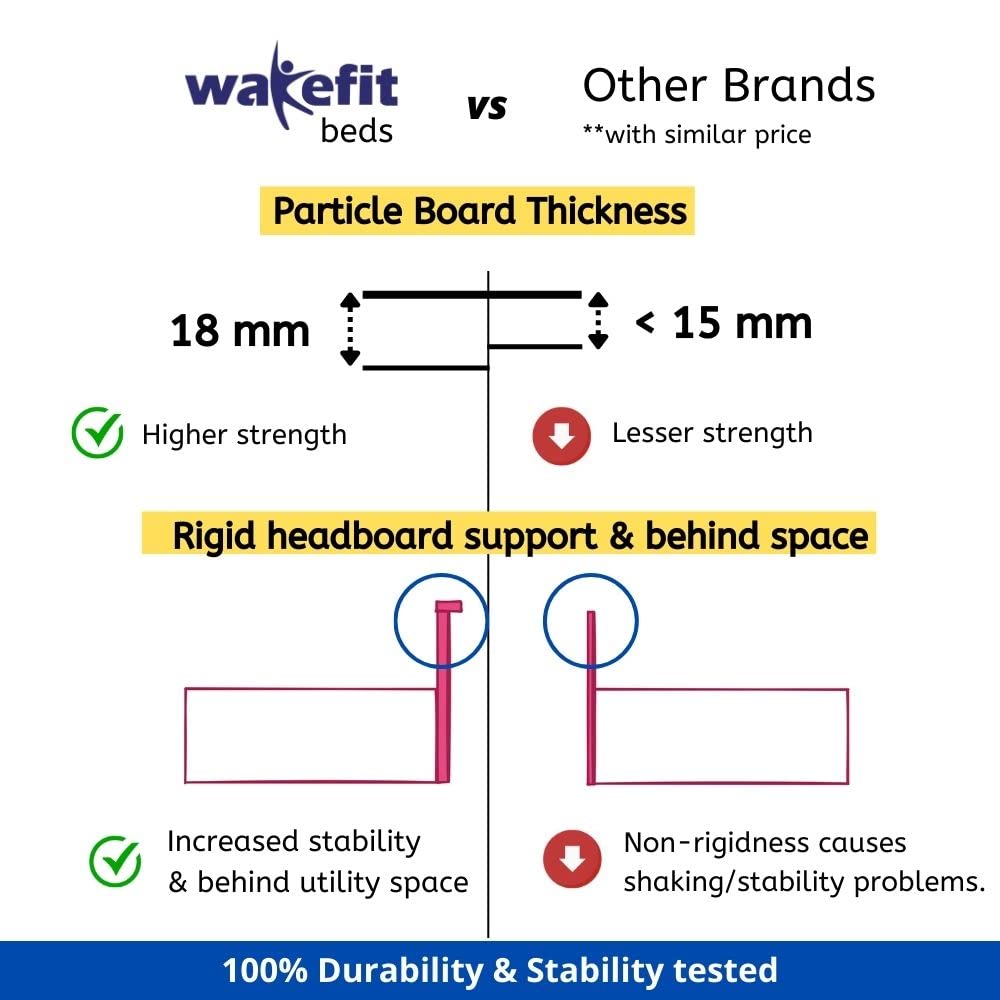 wakefit
beds
vs
Other Brands
**with similar price
Particle Board Thickness
18 mm
< 15 mm
Higher strength
Lesser strength
Rigid headboard support & behind space
Increased stability
& behind utility space
Non-rigidness causes
shaking/stability problems.
100% Durability & Stability tested